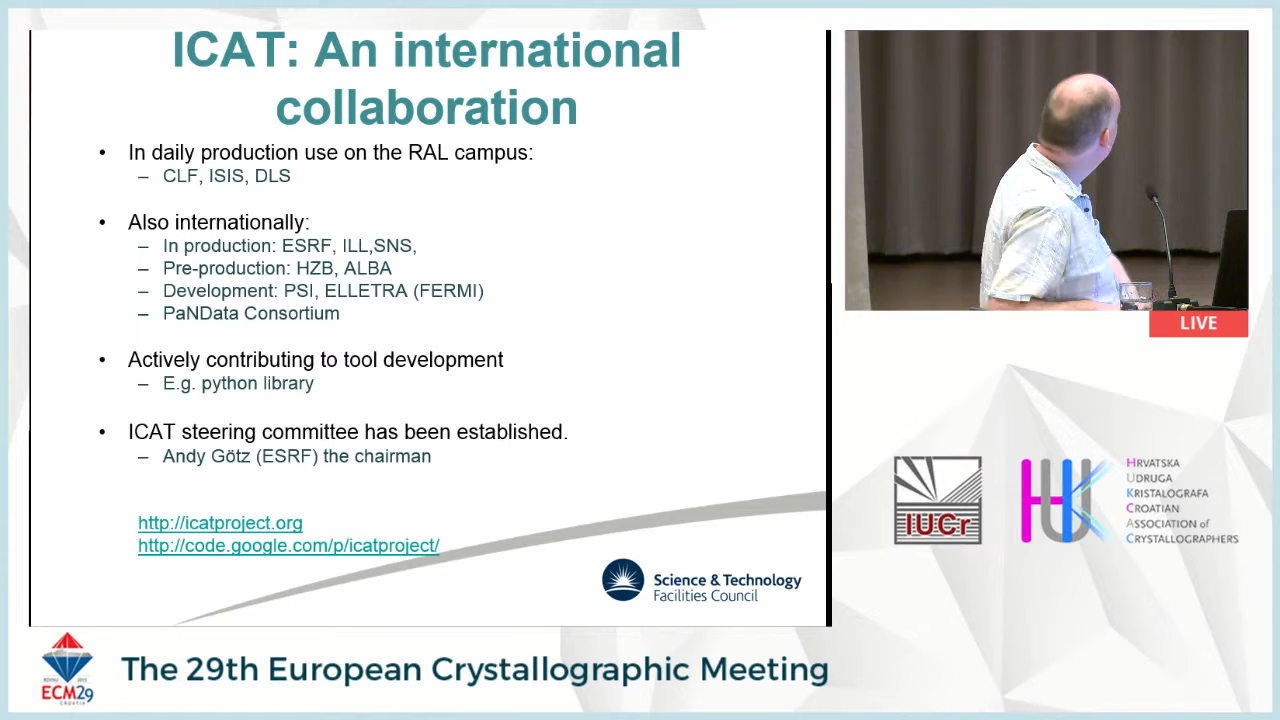 ICAT: An international
collaboration
• In daily production use on the RAL campus:
– CLF, ISIS, DLS
• Also internationally:
– In production: ESRF, ILL,SNS,
– Pre-production: HZB, ALBA
– Development: PSI, ELLETRA (FERMI)
– PaNData Consortium
• Actively contributing to tool development
– E.g. python library
• ICAT steering committee has been established.
– Andy Götz (ESRF) the chairman
http://icatproject.org
http://code.google.com/p/icatproject/
Science & Technology
Facilities Council
LIVE
IUCr
HUK
HRVATSKA
UDRUGA
KRISTALOGRAFA
CROATIAN
ASSOCIATION of
CRYSTALLOGRAPHERS
ECM29
CROATIA
The 29th European Crystallographic Meeting